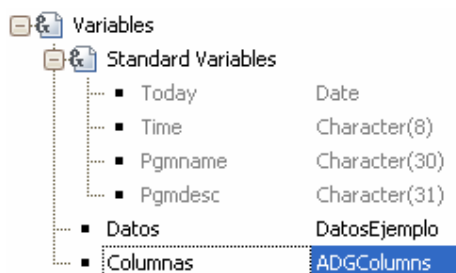 Variables
Standard Variables
Today Date
Time Character(8)
Pgmname Character(30)
Pgmdesc Character(31)
Datos DatosEjemplo
Columnas ADGColumns